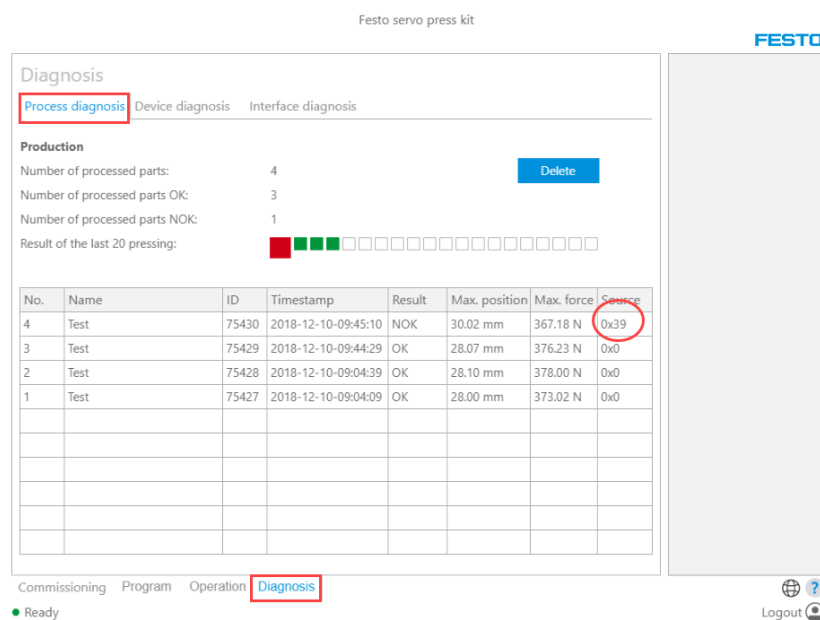 Festo servo press kit
FESTO
Diagnosis
Process diagnosis Device diagnosis Interface diagnosis
Production
Number of processed parts: 4 Delete
Number of processed parts OK: 3
Number of processed parts NOK: 1
Result of the last 20 pressing:
No. Name ID Timestamp Result Max. position Max. force Source
4 Test 75430 2018-12-10-09:45:10 NOK 30.02 mm 367.18 N 0x39
3 Test 75429 2018-12-10-09:44:29 OK 28.07 mm 376.23 N 0x0
2 Test 75428 2018-12-10-09:04:39 OK 28.10 mm 378.00 N 0x0
1 Test 75427 2018-12-10-09:04:09 OK 28.00 mm 373.02 N 0x0
Commissioning Program Operation Diagnosis ?
Ready Logout